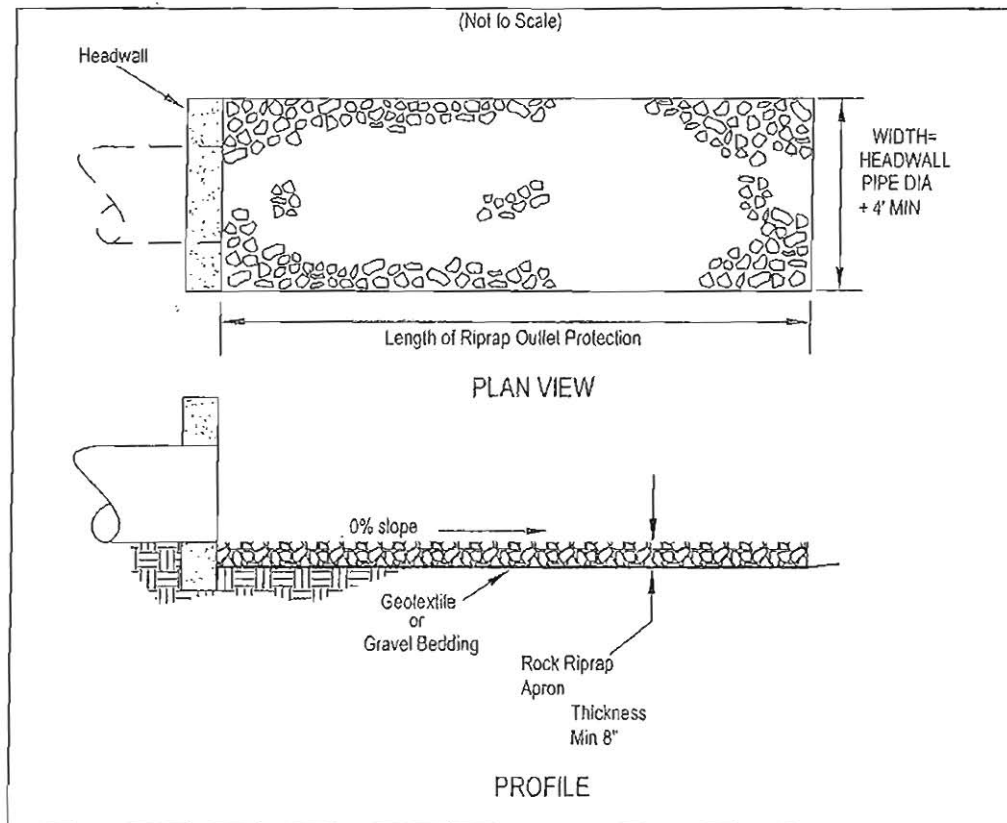 (Not to Scale)
Headwall
WIDTH=
HEADWALL
PIPE DIA
+ 4' MIN
Length of Riprap Outlet Protection
PLAN VIEW
0% slope
Geotextile
or
Gravel Bedding
Rock Riprap
Apron
Thickness
Min 8"
PROFILE